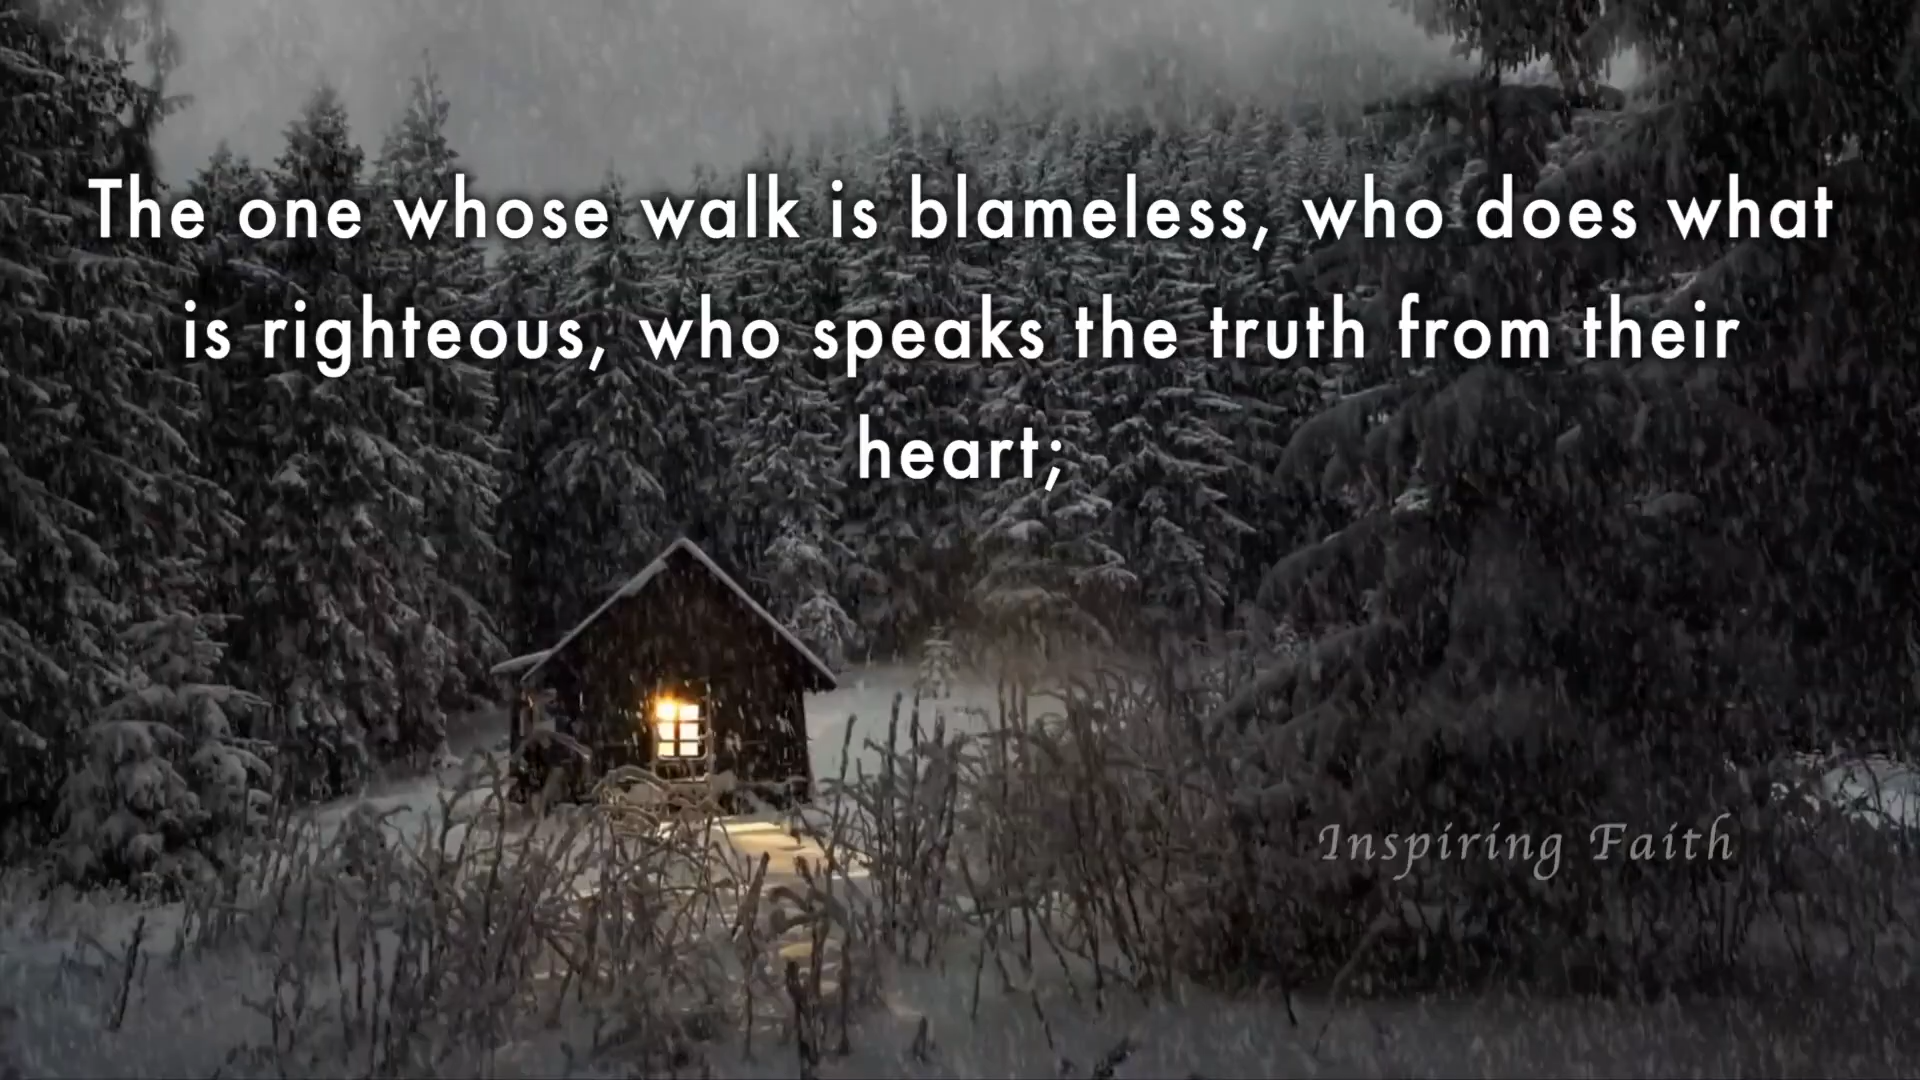 The one whose walk is blameless, who does what
is righteous, who speaks the truth from their
heart;
Inspiring Faith